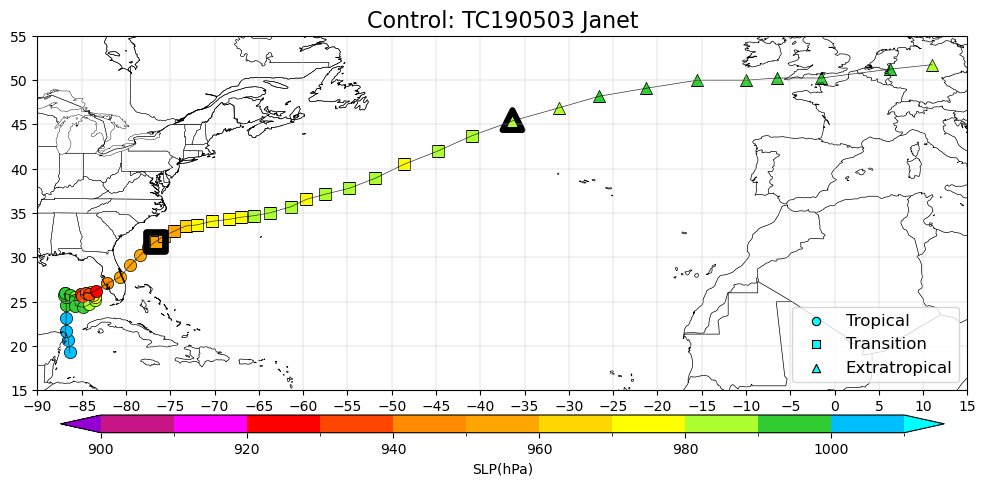 Control: TC190503 Janet
55
50
45
40
35
30
25
20
15
Tropical
Transition
Extratropical
−90 −85 −80 −75 −70 −65 −60 −55 −50 −45 −40 −35 −30 −25 −20 −15 −10 −5 0 5 10 15
900 920 940 960 980 1000
SLP(hPa)